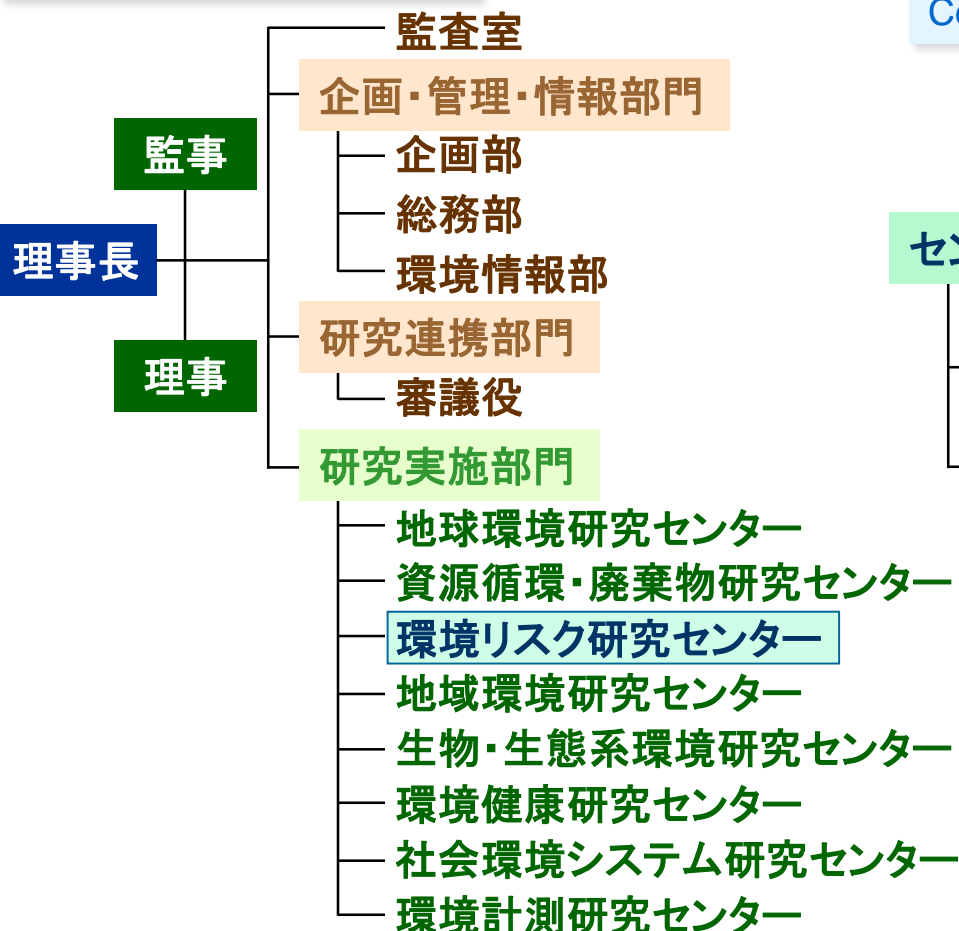 監査室
企画・管理・情報部門
監事
企画部
総務部
理事長
環境情報部
研究連携部門
理事
審議役
研究実施部門
地球環境研究センター
資源循環・廃棄物研究センター
環境リスク研究センター
地域環境研究センター
生物・生態系環境研究センター
環境健康研究センター
社会環境システム研究センター
環境計測研究センター